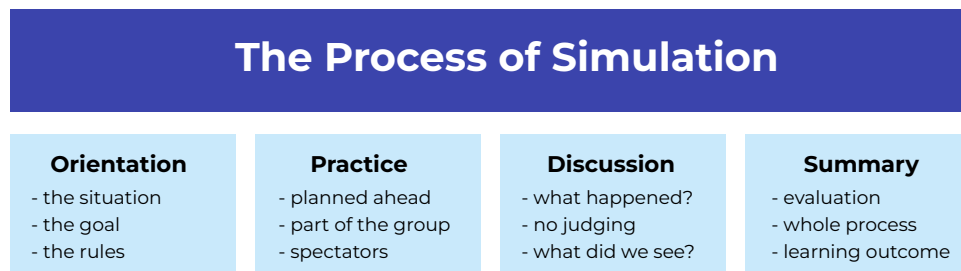 The Process of Simulation
Orientation
- the situation
- the goal
- the rules
Practice
- planned ahead
- part of the group
- spectators
Discussion
- what happened?
- no judging
- what did we see?
Summary
- evaluation
- whole process
- learning outcome